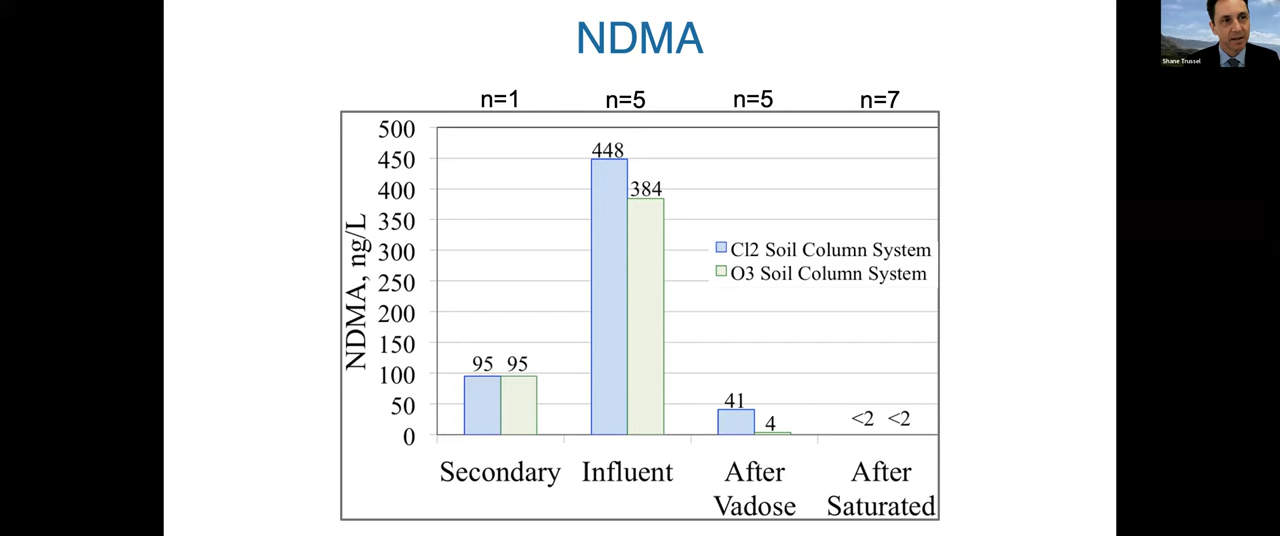 NDMA
Shane Trussel
n=1 n=5 n=5 n=7
NDMA, ng/L
500
450
400
350
300
250
200
150
100
50
0
95 95
448
384
41
4
<2 <2
Cl2 Soil Column System
O3 Soil Column System
Secondary Influent After Vadose After Saturated